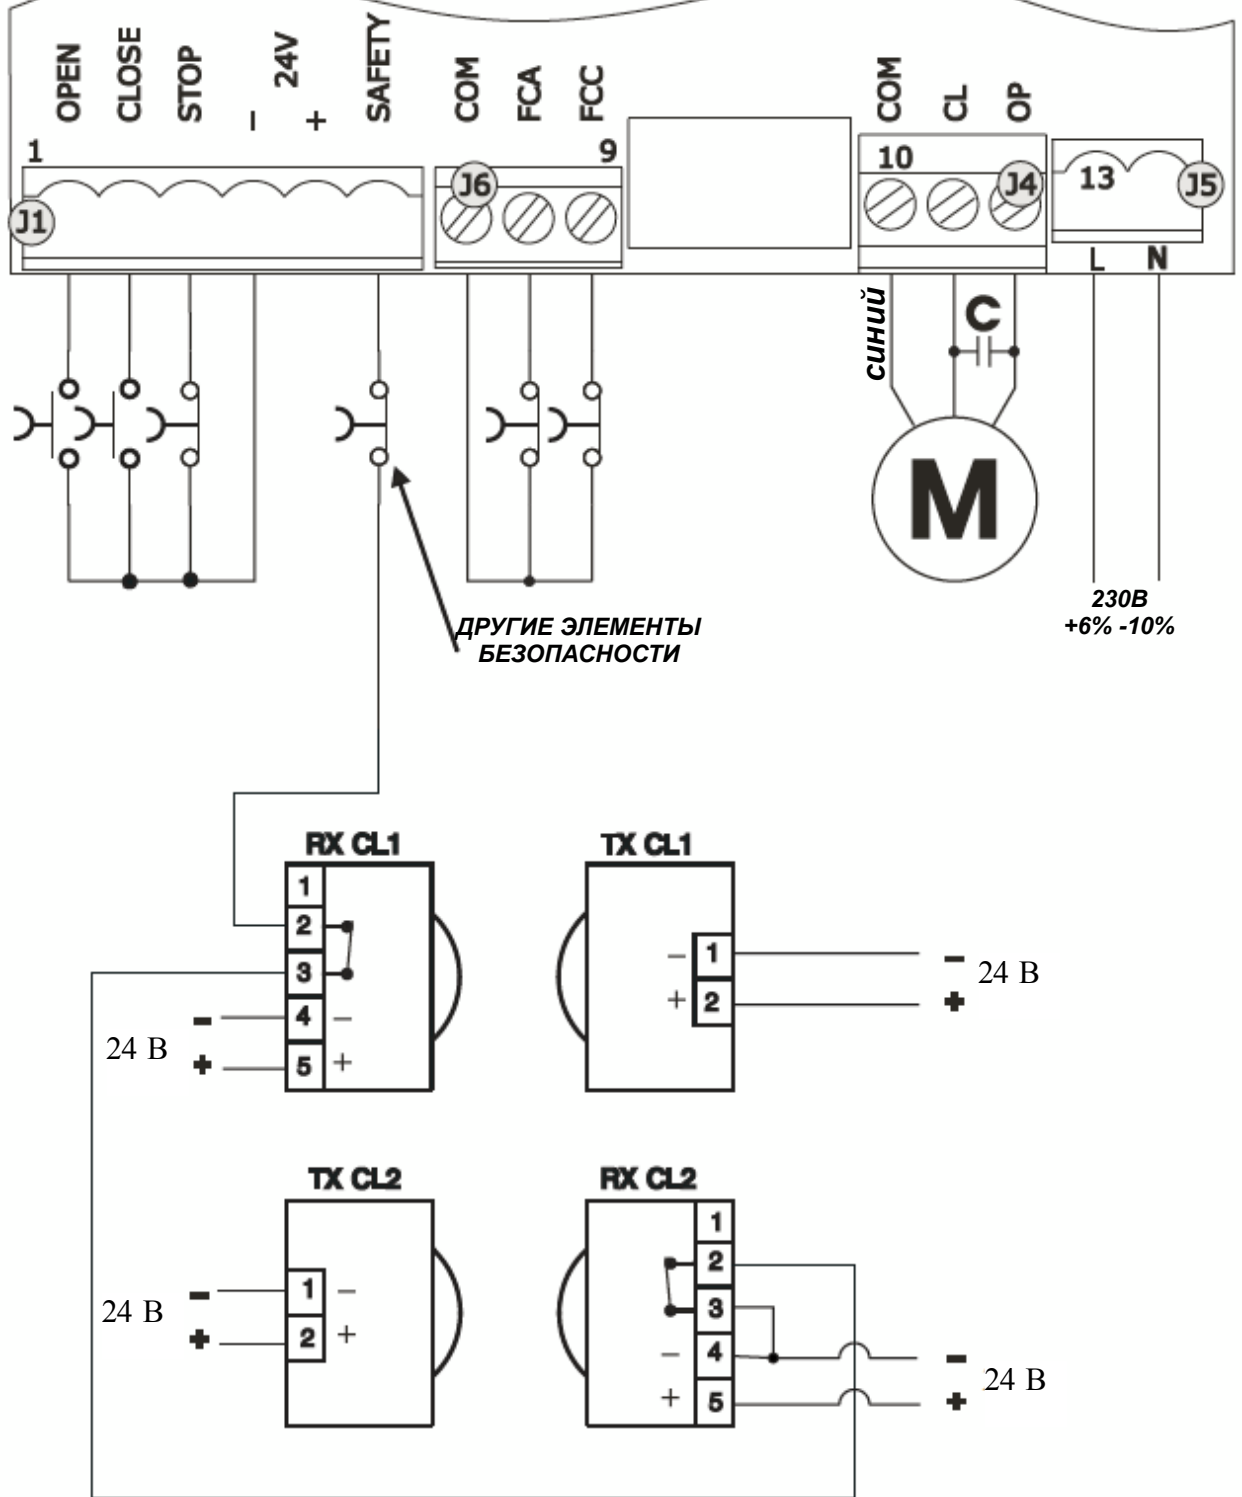 OPEN
CLOSE
STOP
–
24V
+
SAFETY
COM
FCA
FCC
COM
CL
OP
1
9
10
13
J1
J6
J4
J5
L
N
синий
C
M
230В
+6% -10%
ДРУГИЕ ЭЛЕМЕНТЫ
БЕЗОПАСНОСТИ
RX CL1
1
2
3
4 –
5 +
-
24 В
+
TX CL1
– 1
+ 2
-
24 В
+
TX CL2
1 –
2 +
-
24 В
+
RX CL2
1
2
3
– 4
+ 5
-
24 В
+